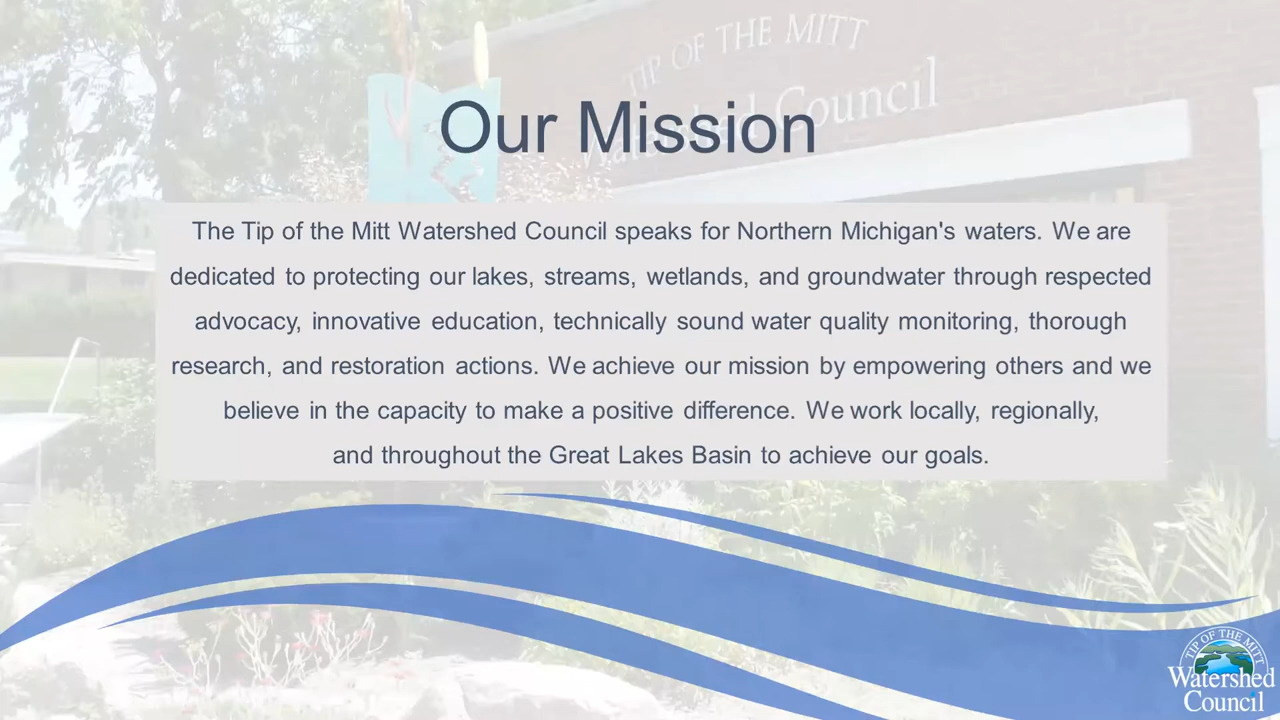 TIP OF THE MITT
Watershed Council
Our Mission
The Tip of the Mitt Watershed Council speaks for Northern Michigan's waters. We are
dedicated to protecting our lakes, streams, wetlands, and groundwater through respected
advocacy, innovative education, technically sound water quality monitoring, thorough
research, and restoration actions. We achieve our mission by empowering others and we
believe in the capacity to make a positive difference. We work locally, regionally,
and throughout the Great Lakes Basin to achieve our goals.
TIP OF THE MITT
Watershed
Council